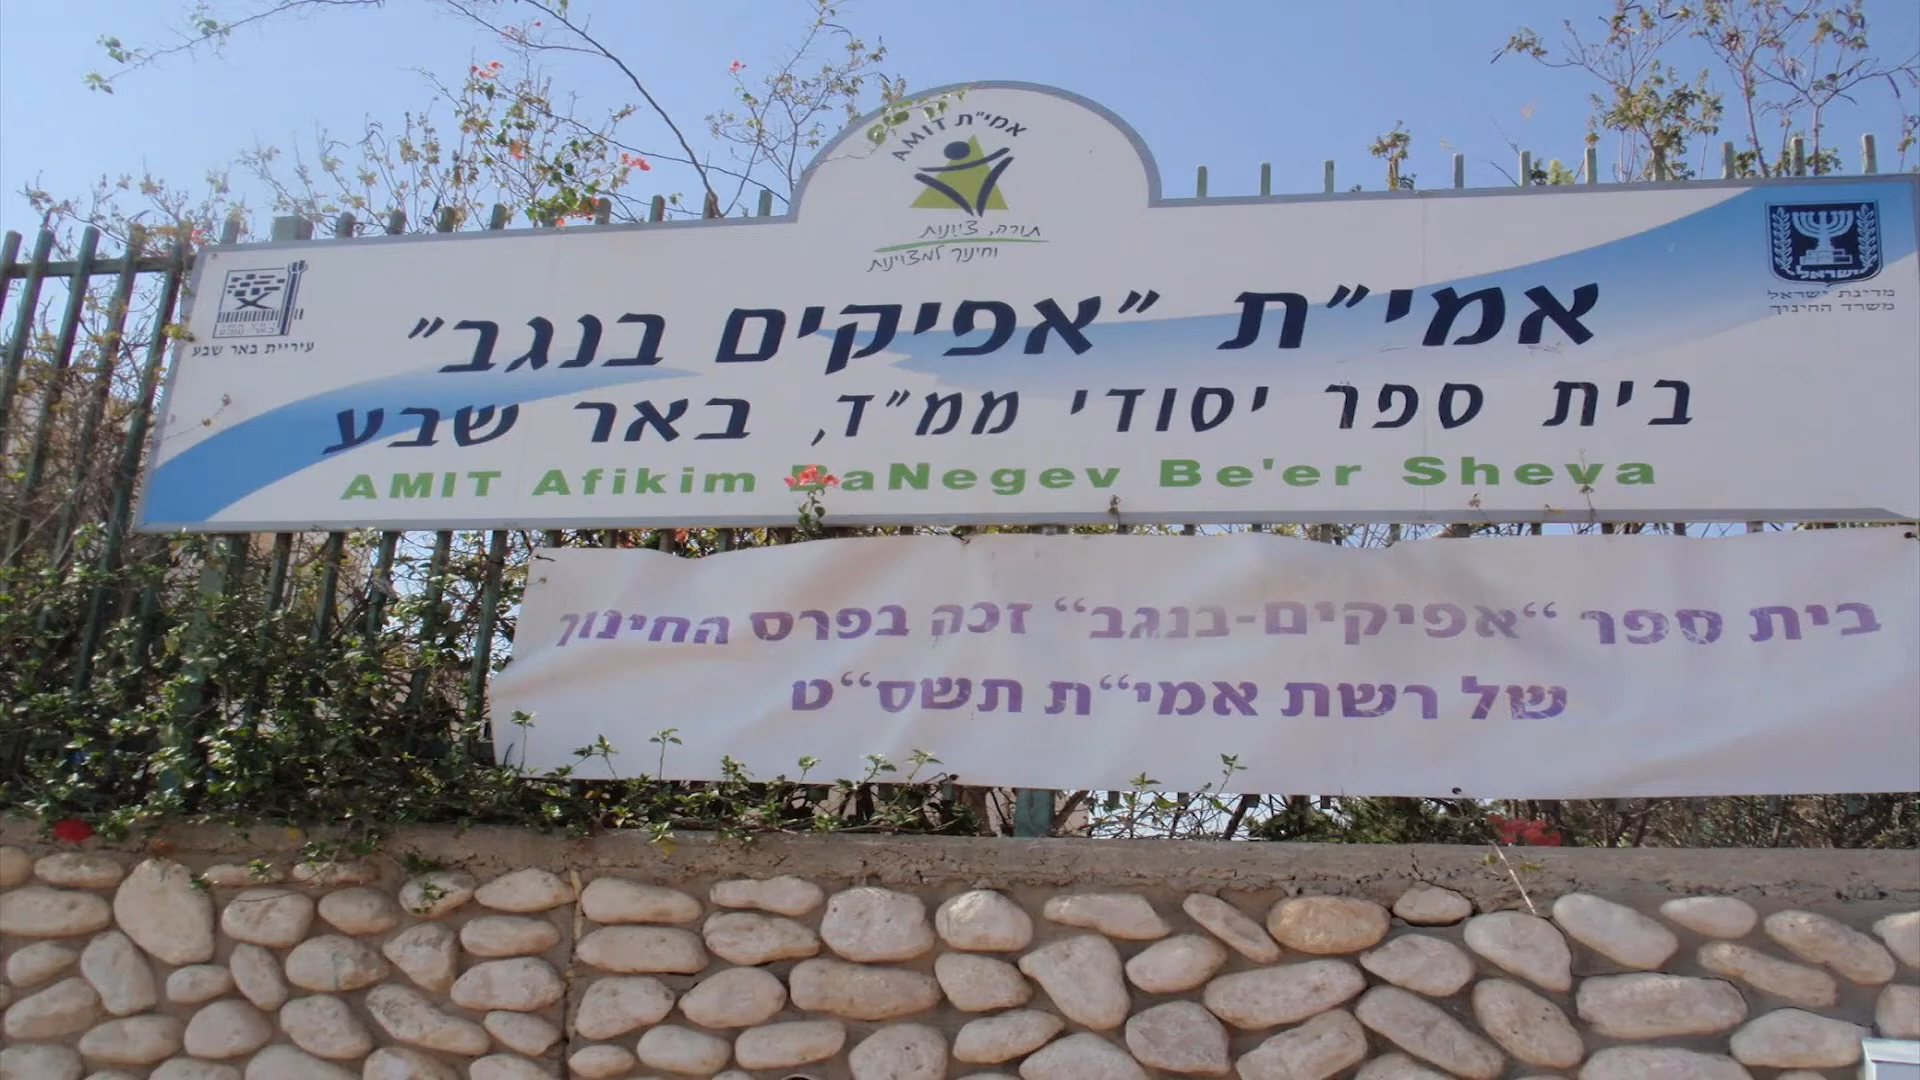 אמי"ת AMIT
תורה, ציונות
וחינוך למצוינות
ישראל
מדינת ישראל
משרד החינוך
עיריית באר שבע
אמי"ת "אפיקים בנגב"
בית ספר יסודי ממ"ד, באר שבע
AMIT Afikim BaNegev Be'er Sheva
בית ספר "אפיקים-בנגב" זכה בפרס החינוך
של רשת אמי"ת תשס"ט